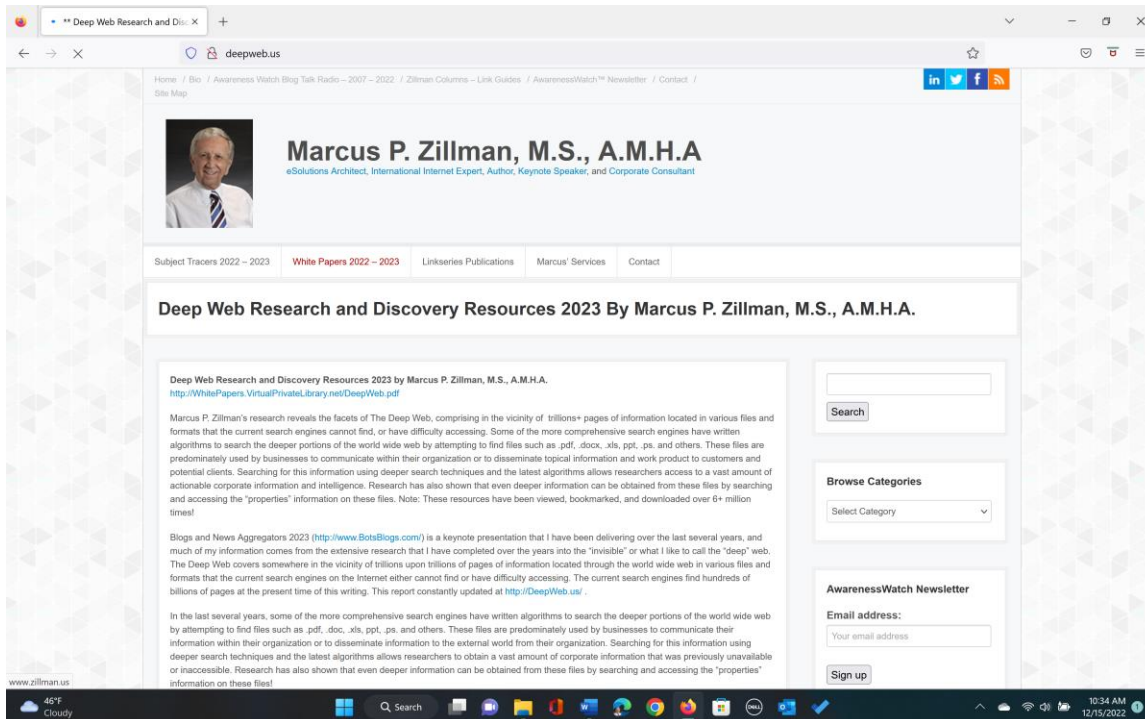 ** Deep Web Research and Disc
deepweb.us
Home / Bio / Awareness Watch Blog Talk Radio – 2007 – 2022 / Zillman Columns – Link Guides / AwarenessWatch™ Newsletter / Contact /
Site Map
in
f
Marcus P. Zillman, M.S., A.M.H.A
eSolutions Architect, International Internet Expert, Author, Keynote Speaker, and Corporate Consultant
Subject Tracers 2022 – 2023 White Papers 2022 – 2023 Linkseries Publications Marcus' Services Contact
Deep Web Research and Discovery Resources 2023 By Marcus P. Zillman, M.S., A.M.H.A.
Deep Web Research and Discovery Resources 2023 by Marcus P. Zillman, M.S., A.M.H.A.
http://WhitePapers.VirtualPrivateLibrary.net/DeepWeb.pdf
Marcus P. Zillman's research reveals the facets of The Deep Web, comprising in the vicinity of trillions+ pages of information located in various files and
formats that the current search engines cannot find, or have difficulty accessing. Some of the more comprehensive search engines have written
algorithms to search the deeper portions of the world wide web by attempting to find files such as .pdf, .docx, .xls, ppt, .ps. and others. These files are
predominately used by businesses to communicate within their organization or to disseminate topical information and work product to customers and
potential clients. Searching for this information using deeper search techniques and the latest algorithms allows researchers access to a vast amount of
actionable corporate information and intelligence. Research has also shown that even deeper information can be obtained from these files by searching
and accessing the "properties" information on these files. Note: These resources have been viewed, bookmarked, and downloaded over 6+ million
times!
Blogs and News Aggregators 2023 (http://www.BotsBlogs.com/) is a keynote presentation that I have been delivering over the last several years, and
much of my information comes from the extensive research that I have completed over the years into the "invisible" or what I like to call the "deep" web.
The Deep Web covers somewhere in the vicinity of trillions upon trillions of pages of information located through the world wide web in various files and
formats that the current search engines on the Internet either cannot find or have difficulty accessing. The current search engines find hundreds of
billions of pages at the present time of this writing. This report constantly updated at http://DeepWeb.us/ .
In the last several years, some of the more comprehensive search engines have written algorithms to search the deeper portions of the world wide web
by attempting to find files such as .pdf, .doc, .xls, ppt, .ps. and others. These files are predominately used by businesses to communicate their
information within their organization or to disseminate information to the external world from their organization. Searching for this information using
deeper search techniques and the latest algorithms allows researchers to obtain a vast amount of corporate information that was previously unavailable
or inaccessible. Research has also shown that even deeper information can be obtained from these files by searching and accessing the "properties"
information on these files!
Search
Browse Categories
Select Category
AwarenessWatch Newsletter
Email address:
Your email address
Sign up
www.zillman.us
46°F
Cloudy
Search
DELL
10:34 AM
12/15/2022